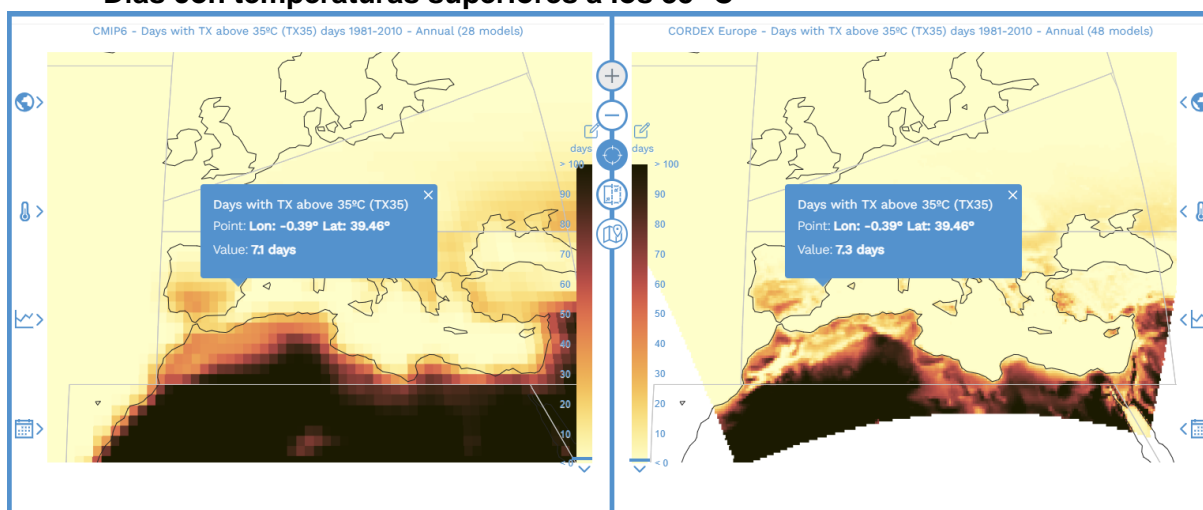 CMIP6 - Days with TX above 35ºC (TX35) days 1981-2010 - Annual (28 models)
days
> 100
90
80
70
60
50
40
30
20
10
< 0
Days with TX above 35ºC (TX35)
Point: Lon: -0.39º Lat: 39.46º
Value: 7.1 days
CORDEX Europe - Days with TX above 35ºC (TX35) days 1981-2010 - Annual (48 models)
days
> 100
90
80
70
60
50
40
30
20
10
< 0
Days with TX above 35ºC (TX35)
Point: Lon: -0.39º Lat: 39.46º
Value: 7.3 days